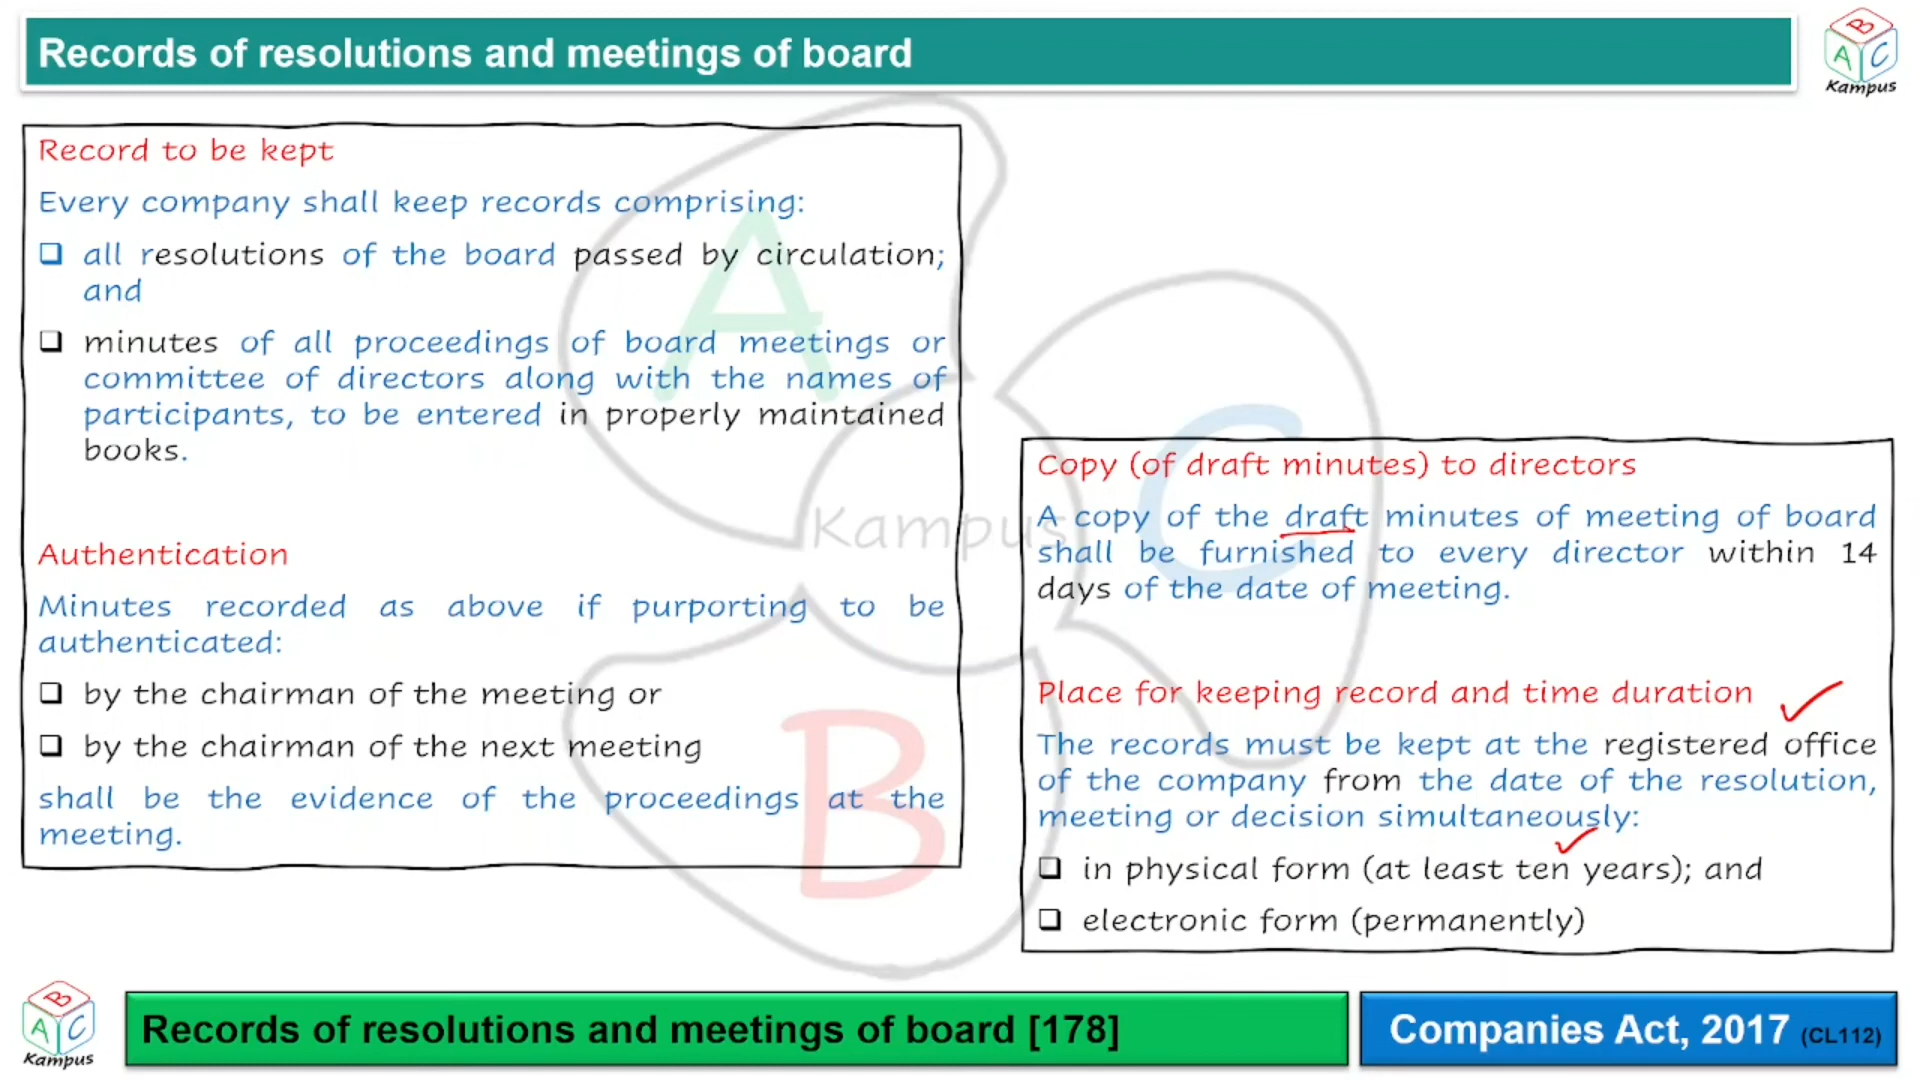 Records of resolutions and meetings of board
B
A C
Kampus
Record to be kept
Every company shall keep records comprising:
all resolutions of the board passed by circulation;
and
minutes of all proceedings of board meetings or
committee of directors along with the names of
participants, to be entered in properly maintained
books.
Authentication
Minutes recorded as above if purporting to be
authenticated:
by the chairman of the meeting or
by the chairman of the next meeting
shall be the evidence of the proceedings at the
meeting.
A
C
Kampus
B
Copy (of draft minutes) to directors
A copy of the draft minutes of meeting of board
shall be furnished to every director within 14
days of the date of meeting.
Place for keeping record and time duration
The records must be kept at the registered office
of the company from the date of the resolution,
meeting or decision simultaneously:
in physical form (at least ten years); and
electronic form (permanently)
B
A C
Kampus
Records of resolutions and meetings of board [178]
Companies Act, 2017 (CL112)